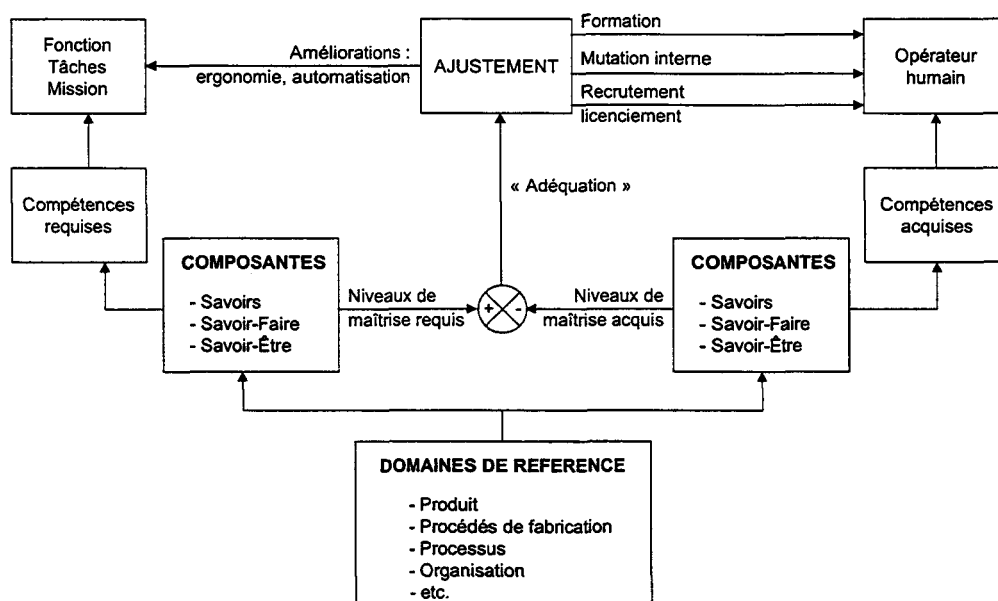 Fonction
Tâches
Mission
Améliorations :
ergonomie, automatisation
AJUSTEMENT
Formation
Mutation interne
Recrutement
licenciement
Opérateur
humain
« Adéquation »
Compétences
requises
Compétences
acquises
COMPOSANTES
- Savoirs
- Savoir-Faire
- Savoir-Être
Niveaux de
maîtrise requis
+
-
Niveaux de
maîtrise acquis
COMPOSANTES
- Savoirs
- Savoir-Faire
- Savoir-Être
DOMAINES DE REFERENCE
- Produit
- Procédés de fabrication
- Processus
- Organisation
- etc.